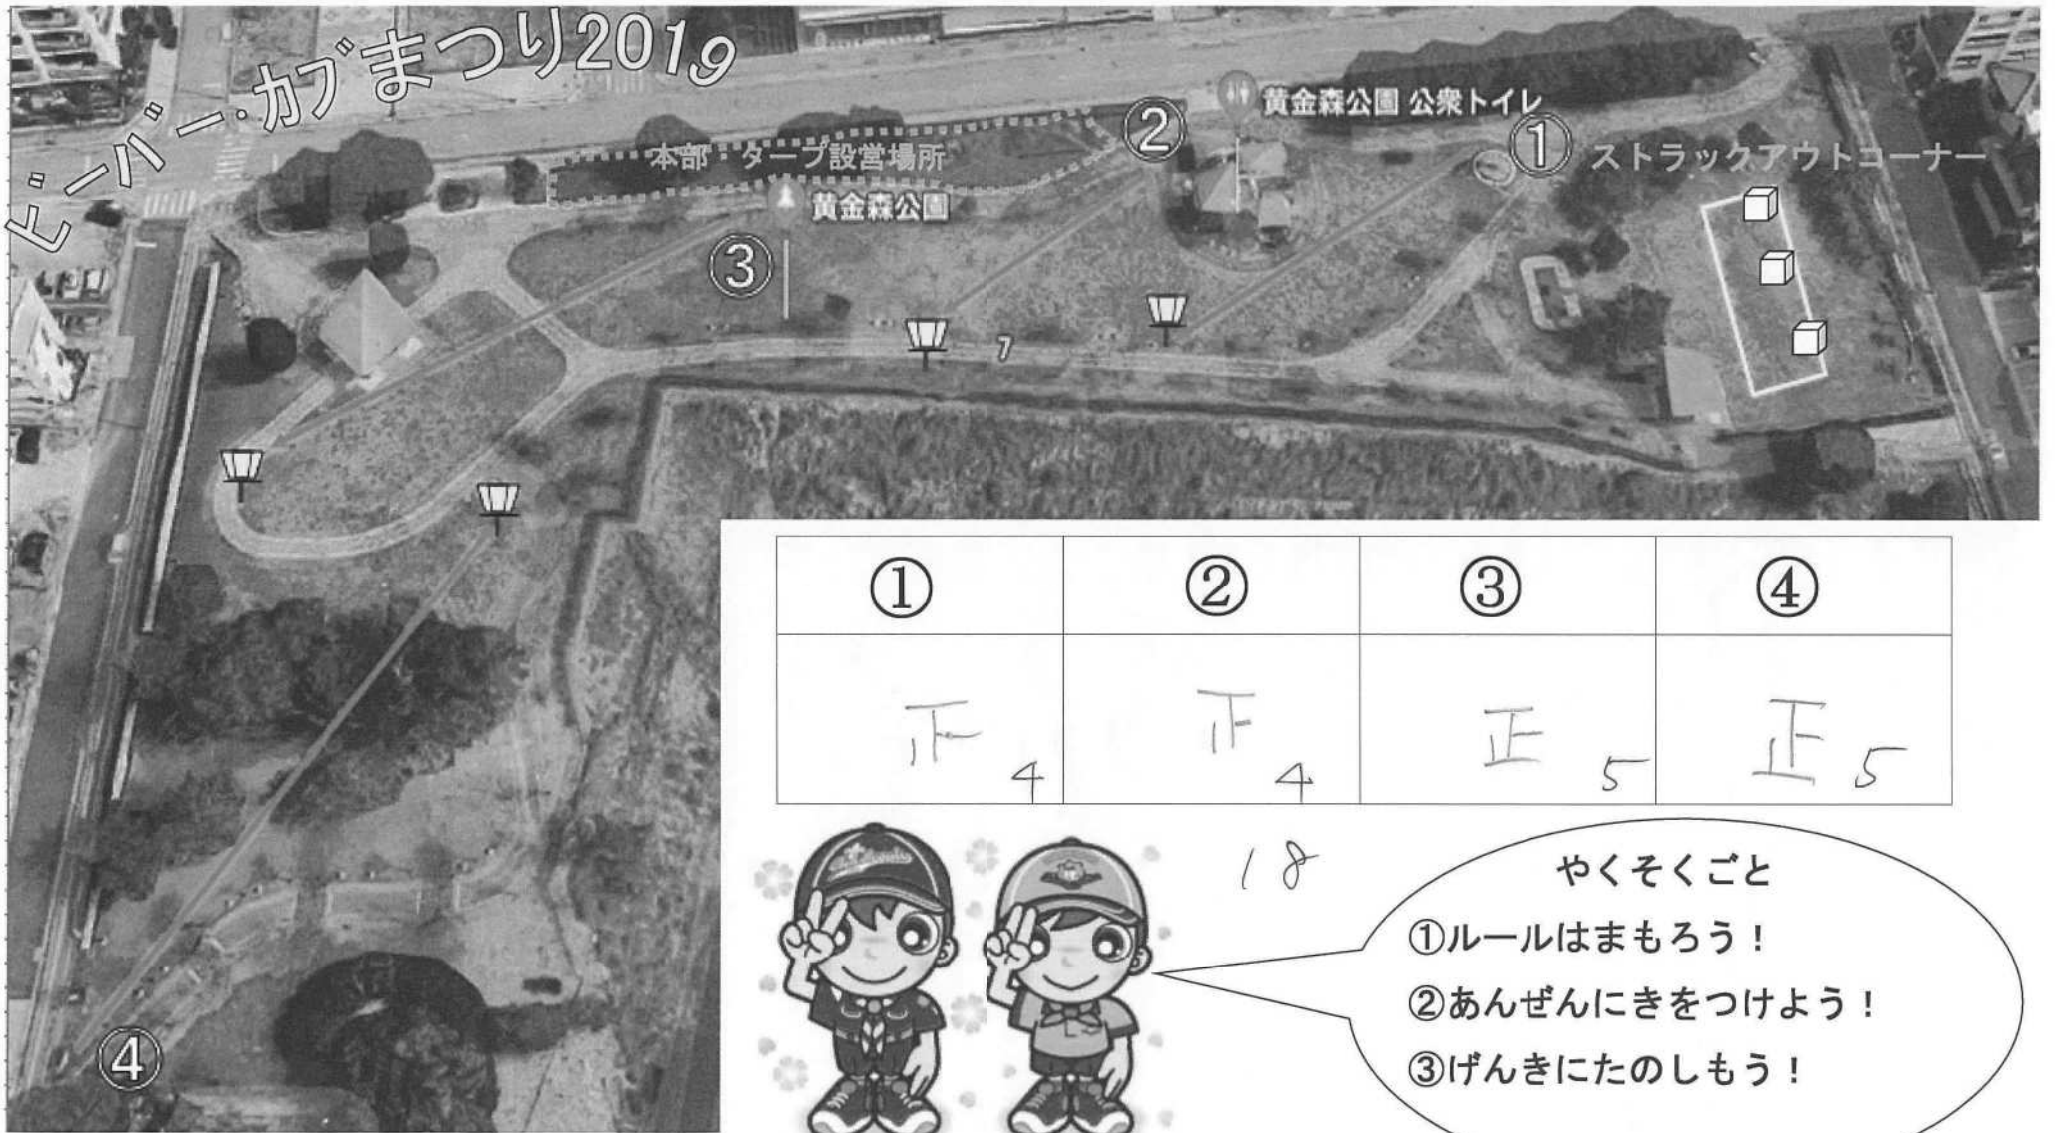 ビーバー・カブまつり2019
② 黄金森公園 公衆トイレ
① ストラックアウトコーナー
本部・タープ設営場所
黄金森公園
③
7
④
① ② ③ ④
正 4 正 4 正 5 正 5
18
やくそくごと
①ルールはまもろう！
②あんぜんにきをつけよう！
③げんきにたのしもう！